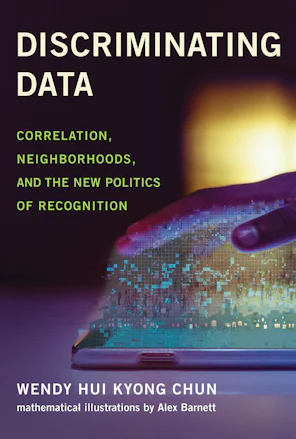 DISCRIMINATING
DATA
CORRELATION,
NEIGHBORHOODS,
AND THE NEW POLITICS
OF RECOGNITION
WENDY HUI KYONG CHUN
mathematical illustrations by Alex Barnett